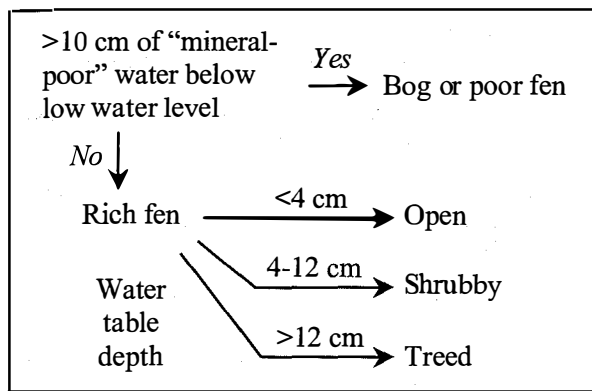 >10 cm of “mineral-
poor” water below
low water level
Yes
Bog or poor fen
No
Rich fen
<4 cm
Open
4-12 cm
Shrubby
Water
table
depth
>12 cm
Treed